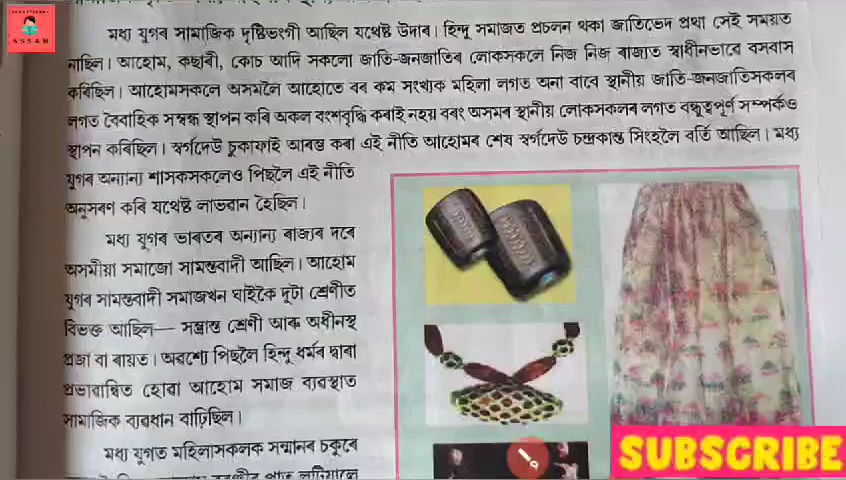 ASSAM
মধ্য যুগৰ সামাজিক দৃষ্টিভংগী আছিল যথেষ্ট উদাৰ। হিন্দু সমাজত প্ৰচলন থকা জাতিভেদ প্ৰথা সেই সময়ত
নাছিল। আহোম, কছাৰী, কোচ আদি সকলো জাতি-জনজাতিৰ লোকসকলে নিজ নিজ ৰাজ্যত স্বাধীনভাৱে বসবাস
কৰিছিল। আহোমসকলে অসমলৈ আহোতে বৰ কম সংখ্যক মহিলা লগত অনা বাবে স্থানীয় জাতি-জনজাতিসকলৰ
লগত বৈবাহিক সম্বন্ধ স্থাপন কৰি অকল বংশবৃদ্ধি কৰাই নহয় বৰং অসমৰ স্থানীয় লোকসকলৰ লগত বন্ধুত্বপূৰ্ণ সম্পৰ্কও
স্থাপন কৰিছিল। স্বৰ্গদেউ চুকাফাই আৰম্ভ কৰা এই নীতি আহোমৰ শেষ স্বৰ্গদেউ চন্দ্ৰকান্ত সিংহলৈ বৰ্তি আছিল। মধ্য
যুগৰ অন্যান্য শাসকসকলেও পিছলৈ এই নীতি
অনুসৰণ কৰি যথেষ্ট লাভৱান হৈছিল।
মধ্য যুগৰ ভাৰতৰ অন্যান্য ৰাজ্যৰ দৰে
অসমীয়া সমাজো সামন্তবাদী আছিল। আহোম
যুগৰ সামন্তবাদী সমাজখন ঘাইকৈ দুটা শ্ৰেণীত
বিভক্ত আছিল— সম্ভ্ৰান্ত শ্ৰেণী আৰু অধীনস্থ
প্ৰজা বা ৰায়ত। অৱশ্যে পিছলৈ হিন্দু ধৰ্মৰ দ্বাৰা
প্ৰভাৱান্বিত হোৱা আহোম সমাজ ব্যৱস্থাত
সামাজিক ব্যৱধান বাঢ়িছিল।
মধ্য যুগত মহিলাসকলক সন্মানৰ চকুৰে
SUBSCRIBE